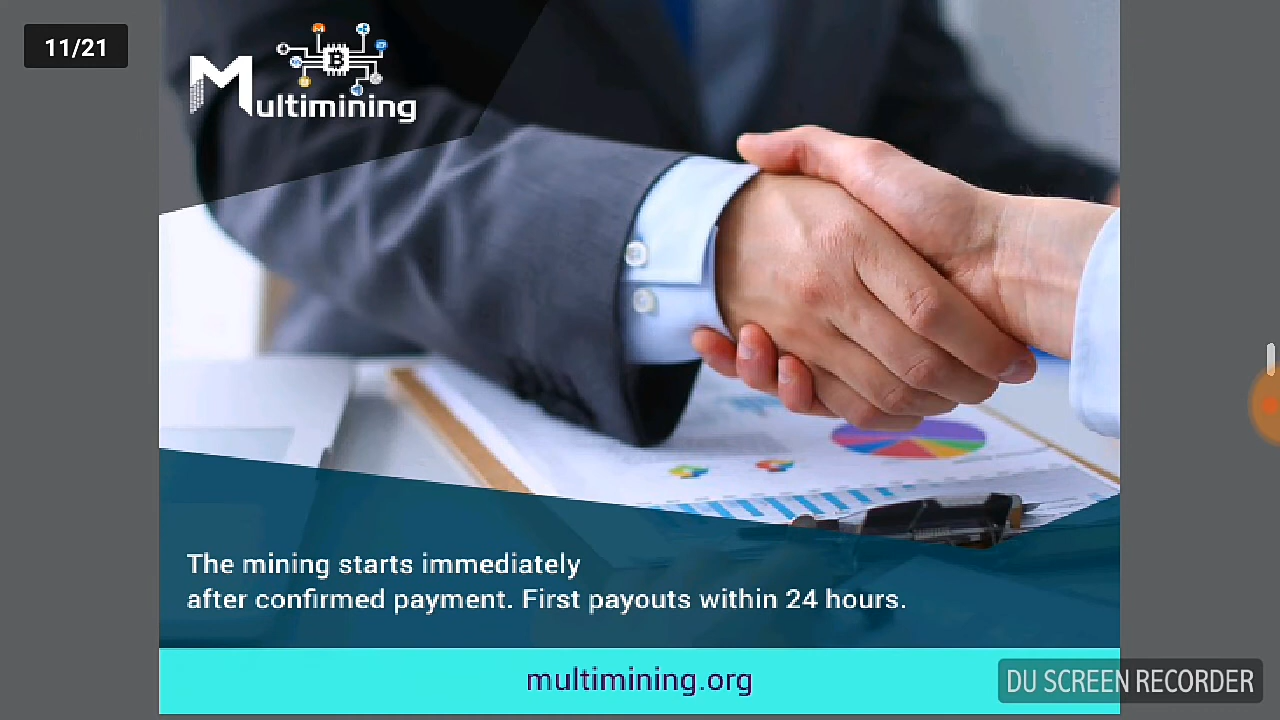 11/21
Multimining
The mining starts immediately
after confirmed payment. First payouts within 24 hours.
multimining.org
DU SCREEN RECORDER